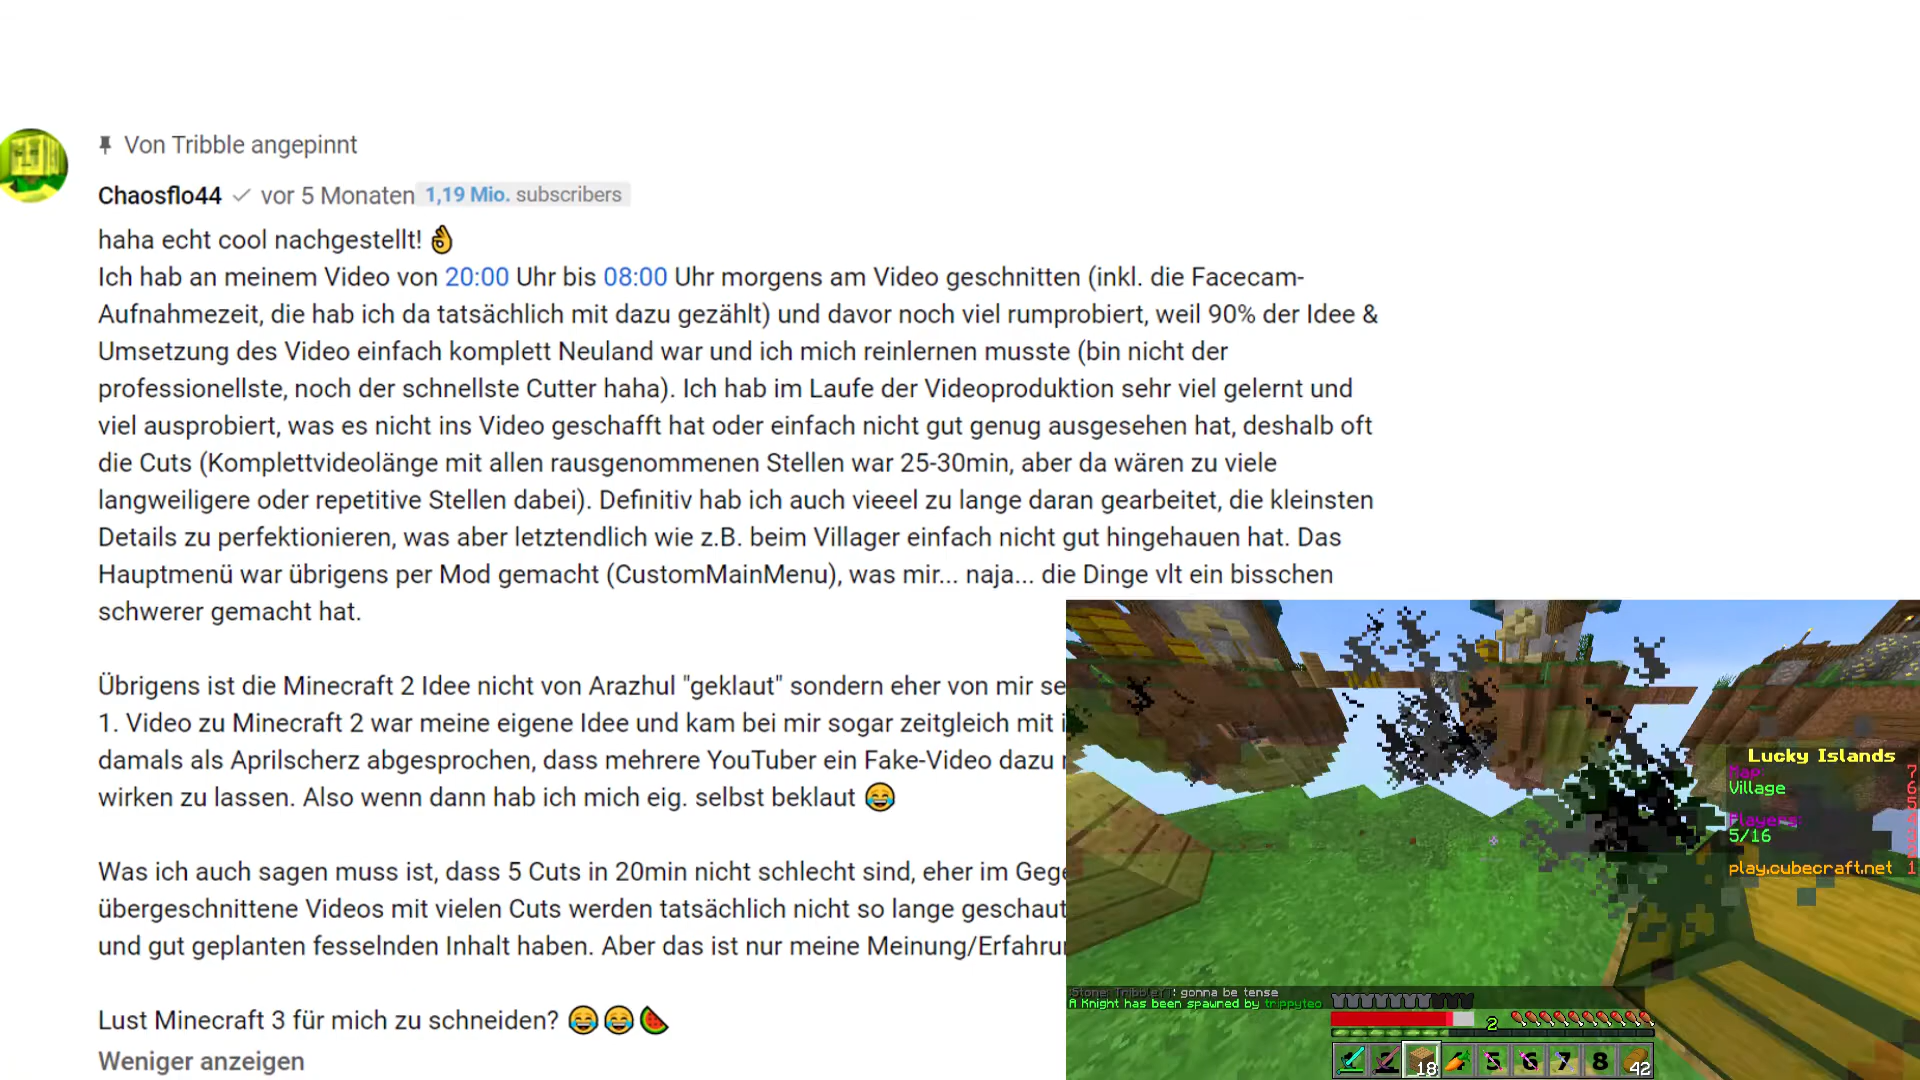 Von Tribble angepinnt
Chaosflo44 vor 5 Monaten 1,19 Mio. subscribers
haha echt cool nachgestellt! 👌
Ich hab an meinem Video von 20:00 Uhr bis 08:00 Uhr morgens am Video geschnitten (inkl. die Facecam-
Aufnahmezeit, die hab ich da tatsächlich mit dazu gezählt) und davor noch viel rumprobiert, weil 90% der Idee &
Umsetzung des Video einfach komplett Neuland war und ich mich reinlernen musste (bin nicht der
professionellste, noch der schnellste Cutter haha). Ich hab im Laufe der Videoproduktion sehr viel gelernt und
viel ausprobiert, was es nicht ins Video geschafft hat oder einfach nicht gut genug ausgesehen hat, deshalb oft
die Cuts (Komplettvideolänge mit allen rausgenommenen Stellen war 25-30min, aber da wären zu viele
langweiligere oder repetitive Stellen dabei). Definitiv hab ich auch vieeel zu lange daran gearbeitet, die kleinsten
Details zu perfektionieren, was aber letztendlich wie z.B. beim Villager einfach nicht gut hingehauen hat. Das
Hauptmenü war übrigens per Mod gemacht (CustomMainMenu), was mir... naja... die Dinge vlt ein bisschen
schwerer gemacht hat.
Übrigens ist die Minecraft 2 Idee nicht von Arazhul "geklaut" sondern eher von mir se
1. Video zu Minecraft 2 war meine eigene Idee und kam bei mir sogar zeitgleich mit i
damals als Aprilscherz abgesprochen, dass mehrere YouTuber ein Fake-Video dazu
wirken zu lassen. Also wenn dann hab ich mich eig. selbst beklaut 😂
Was ich auch sagen muss ist, dass 5 Cuts in 20min nicht schlecht sind, eher im Gege
übergeschnittene Videos mit vielen Cuts werden tatsächlich nicht so lange geschaut
und gut geplanten fesselnden Inhalt haben. Aber das ist nur meine Meinung/Erfahru
Lust Minecraft 3 für mich zu schneiden? 😂😂🍉
Weniger anzeigen
Lucky Islands
Map: 7
Village 6
5
Players: 4
5/16 3
2
play.cubecraft.net 1
: gonna be tense
A Knight has been spawned by trippyteo
2
18 5 6 7 8 42